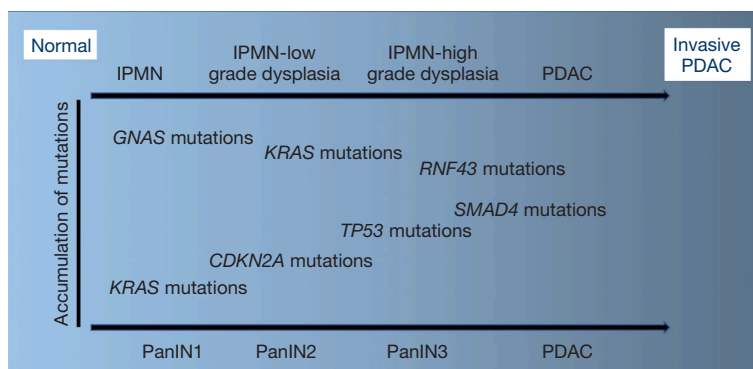 Normal
IPMN
IPMN-low
grade dysplasia
IPMN-high
grade dysplasia
PDAC
Invasive
PDAC
Accumulation of mutations
GNAS mutations
KRAS mutations
RNF43 mutations
SMAD4 mutations
TP53 mutations
CDKN2A mutations
KRAS mutations
PanIN1
PanIN2
PanIN3
PDAC